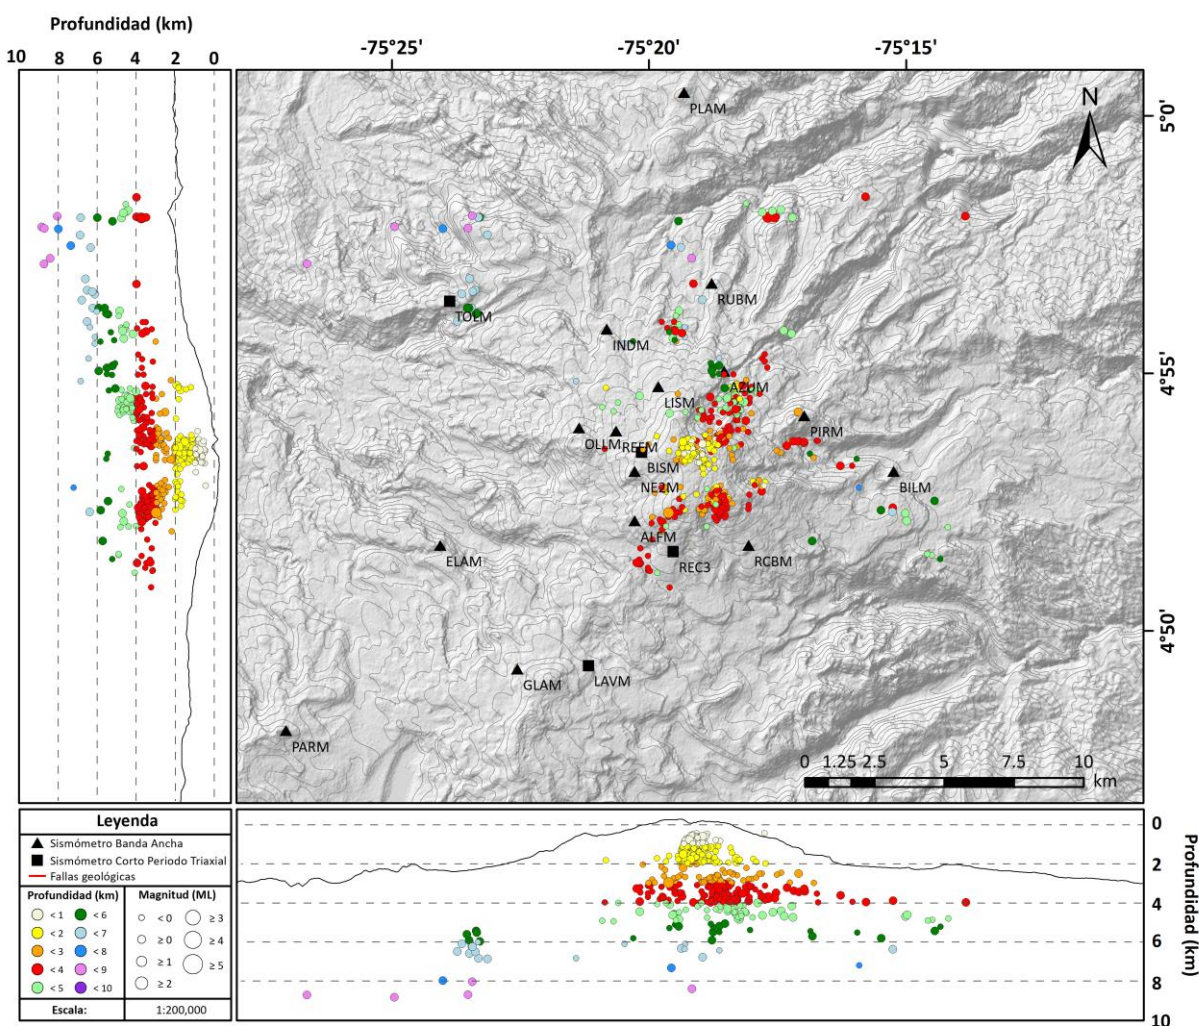 Profundidad (km)
10 8 6 4 2 0
-75°25' -75°20' -75°15'
5°0'
4°55'
4°50'
N
PLAM
RUBM
TOLM
INDM
AZUM
LISM
PIRM
OLLM
REFM
BISM
NE2M
BILM
ALFM
ELAM
REC3
RCBM
GLAM
LAVM
PARM
0 1.25 2.5 5 7.5 10
km
Leyenda
Sismómetro Banda Ancha
Sismómetro Corto Periodo Triaxial
Fallas geológicas
Profundidad (km) Magnitud (ML)
< 1 < 6 < 0 ≥ 3
< 2 < 7 ≥ 0 ≥ 4
< 3 < 8 ≥ 1 ≥ 5
< 4 < 9 ≥ 2
< 5 < 10
Escala: 1:200,000
0
2
4
6
8
10
Profundidad (km)